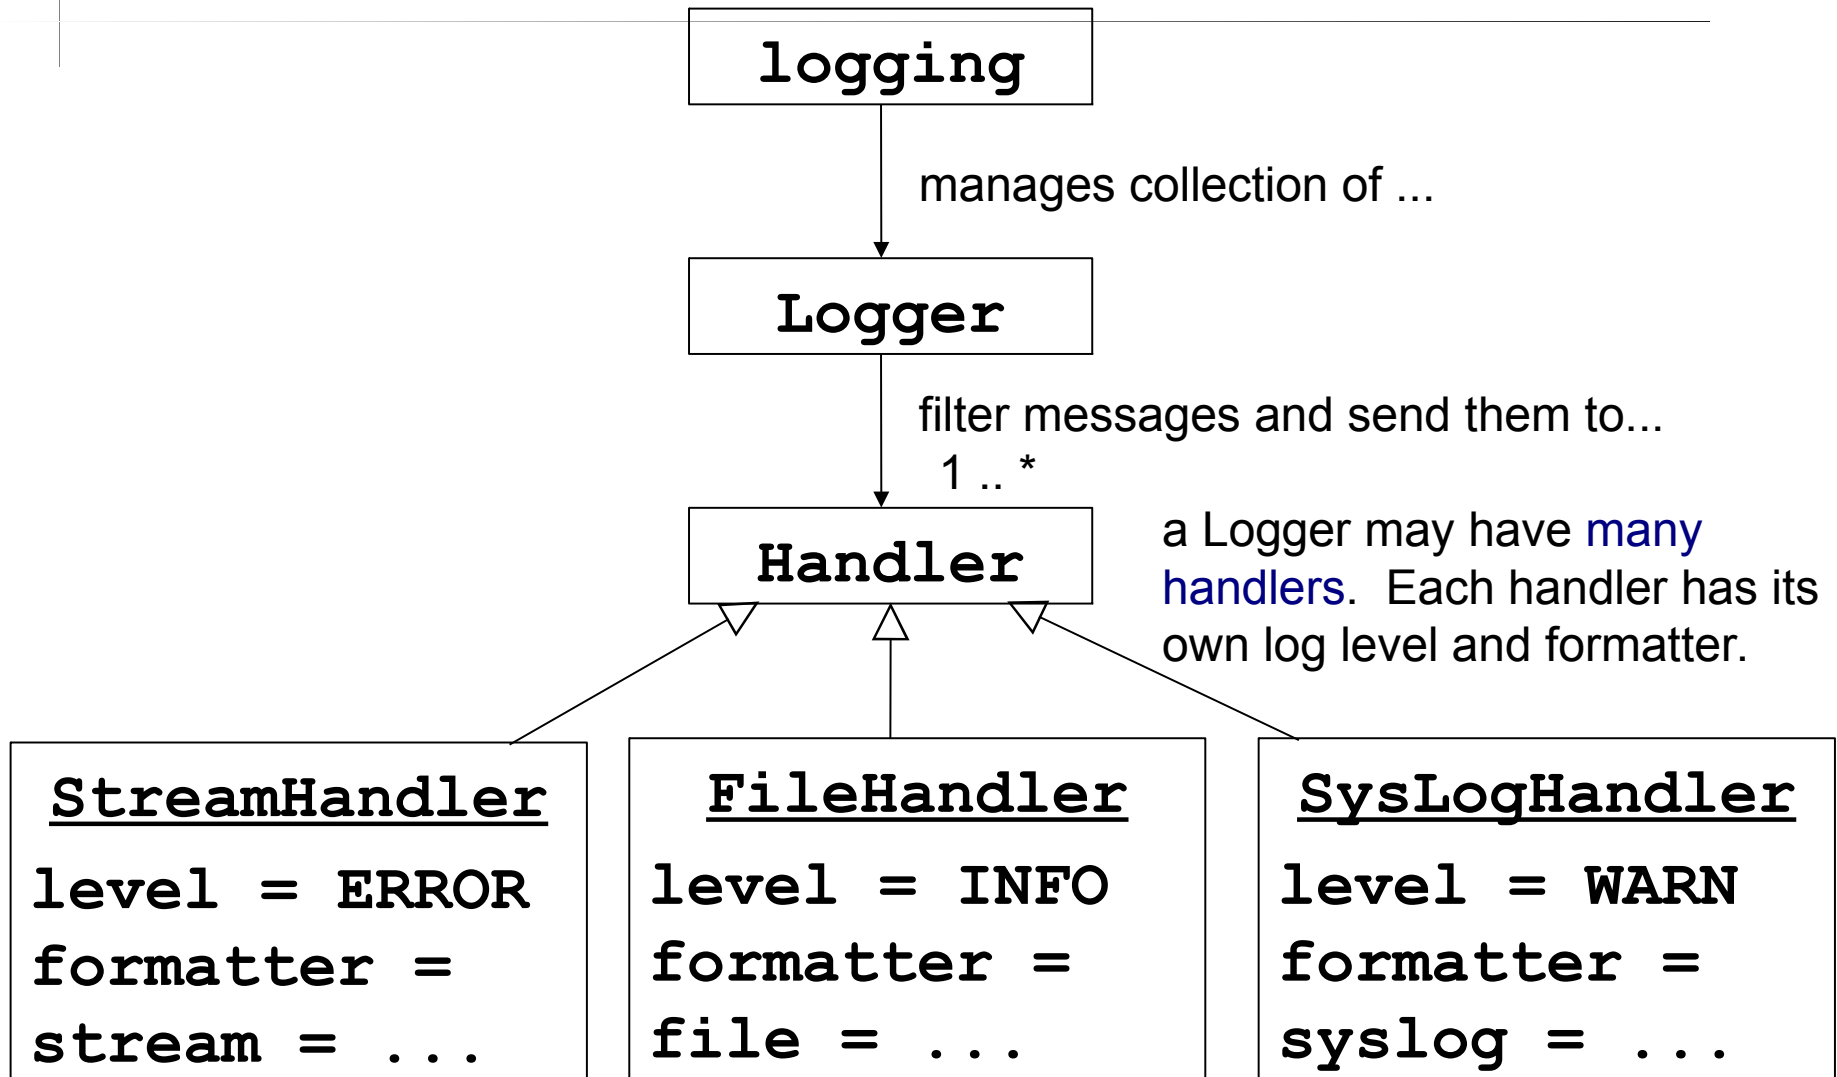 logging
manages collection of ...
Logger
filter messages and send them to...
1 .. *
Handler
a Logger may have many
handlers.  Each handler has its
own log level and formatter.
StreamHandler
level = ERROR
formatter =
stream = ...
FileHandler
level = INFO
formatter =
file = ...
SysLogHandler
level = WARN
formatter =
syslog = ...